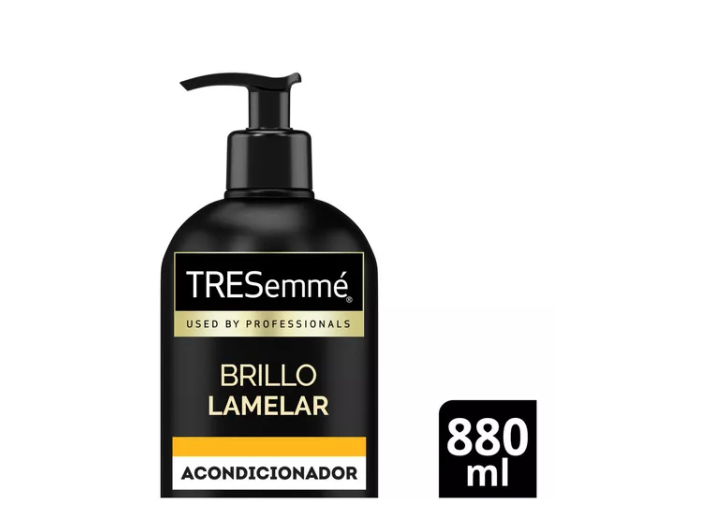 TRESemmé®
USED BY PROFESSIONALS
BRILLO
LAMELAR
ACONDICIONADOR
880
ml